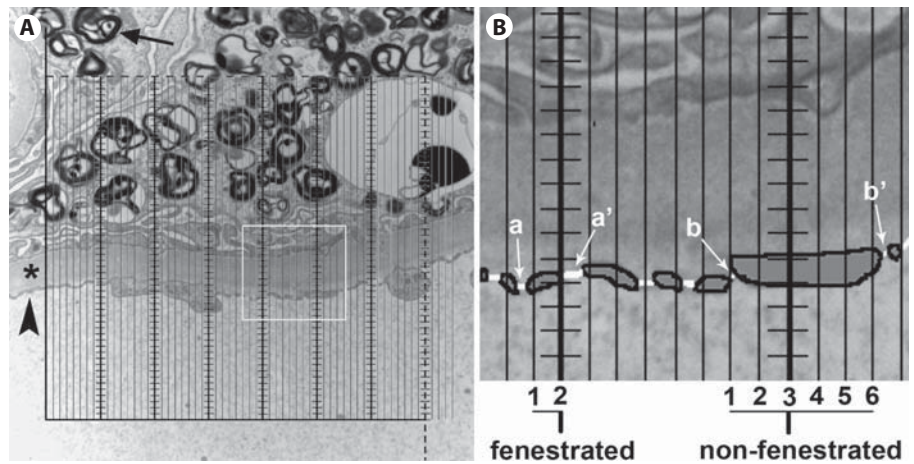 A
*
B
a
a'
b
b'
1 2
1 2 3 4 5 6
fenestrated
non-fenestrated